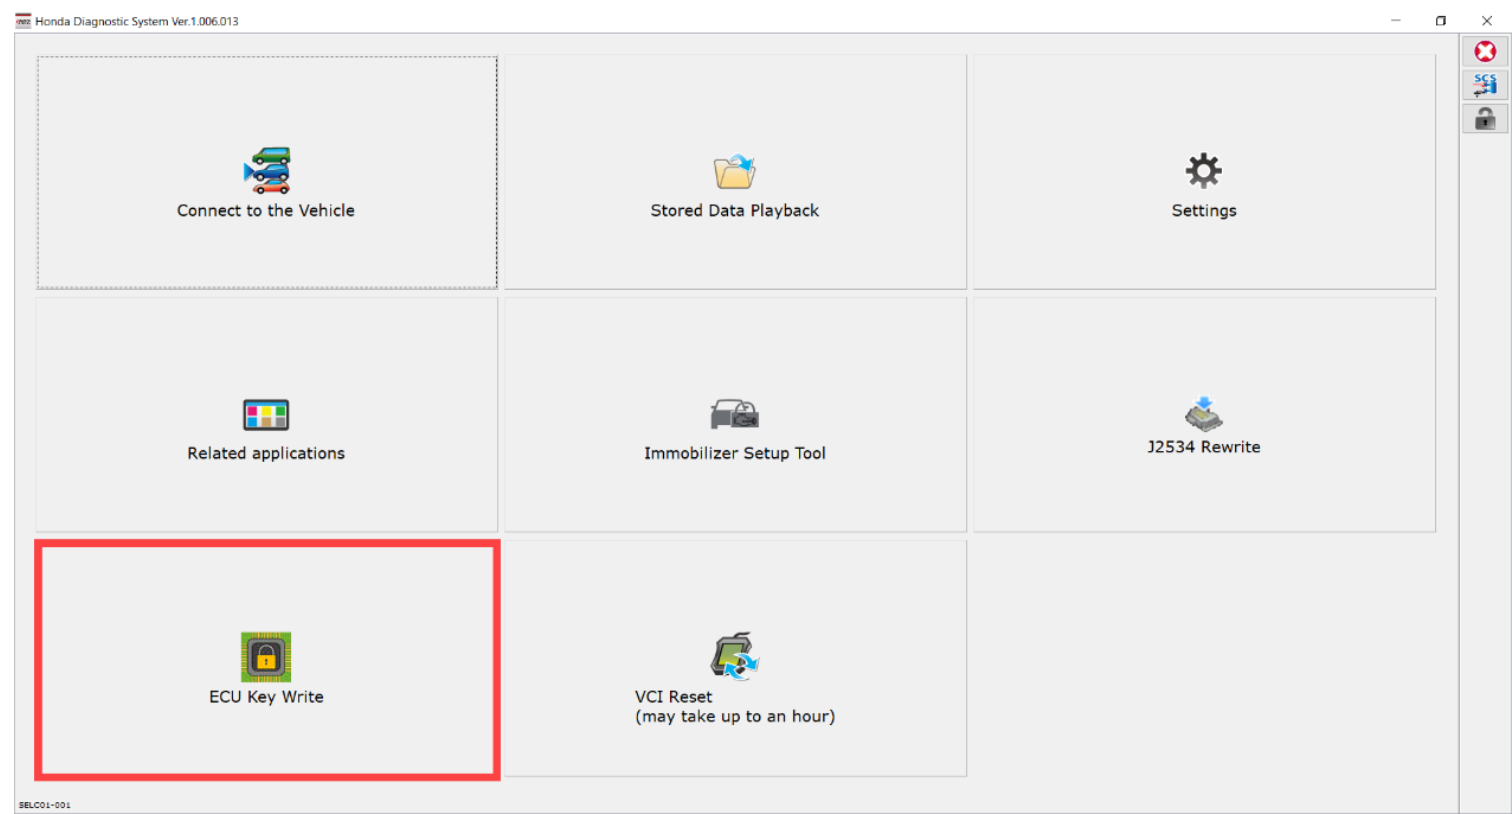 Honda Diagnostic System Ver.1.006.013
SCS
Connect to the Vehicle
Stored Data Playback
Settings
Related applications
Immobilizer Setup Tool
J2534 Rewrite
ECU Key Write
VCI Reset
(may take up to an hour)
SELC01-001